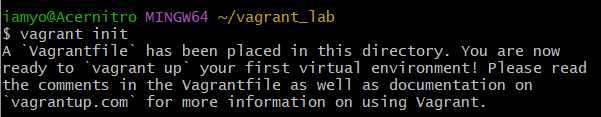 iamyo@Acernitro MINGW64 ~/vagrant_lab
$ vagrant init
A `Vagrantfile` has been placed in this directory. You are now
ready to `vagrant up` your first virtual environment! Please read
the comments in the Vagrantfile as well as documentation on
`vagrantup.com` for more information on using Vagrant.